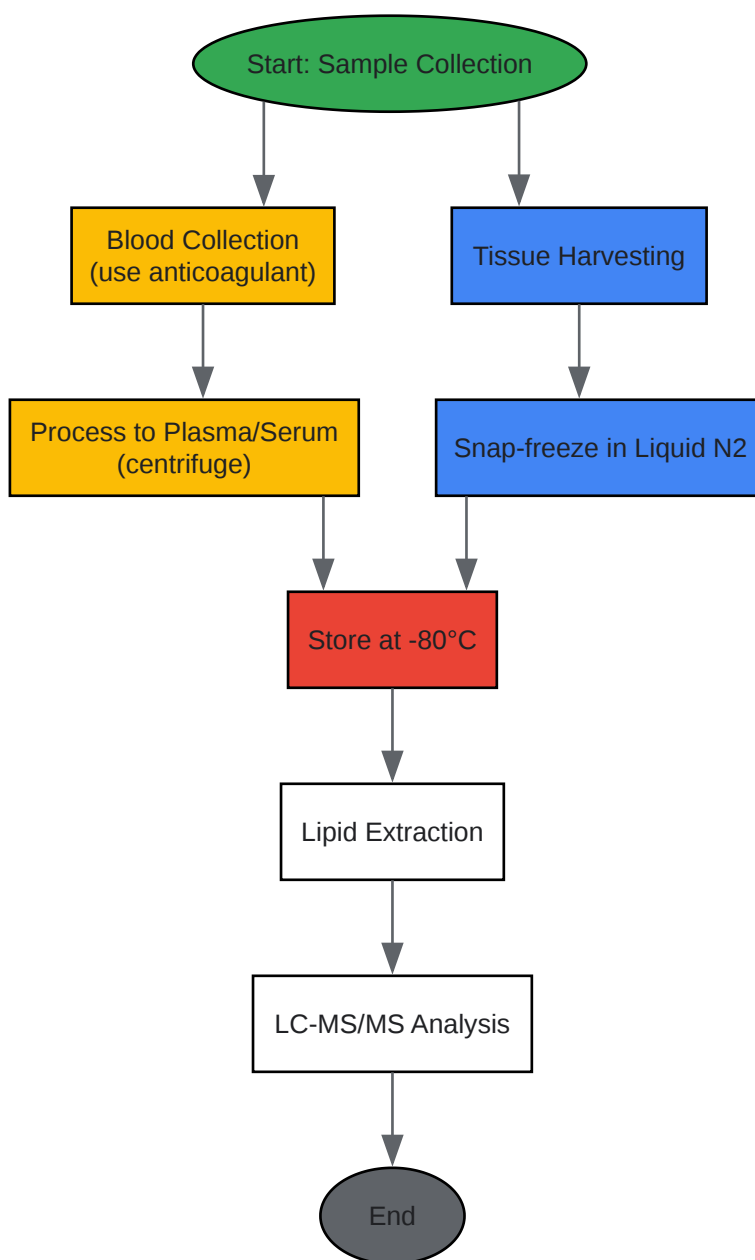 Start: Sample Collection
Blood Collection
(use anticoagulant)
Tissue Harvesting
Process to Plasma/Serum
(centrifuge)
Snap-freeze in Liquid N2
Store at -80°C
Lipid Extraction
LC-MS/MS Analysis
End